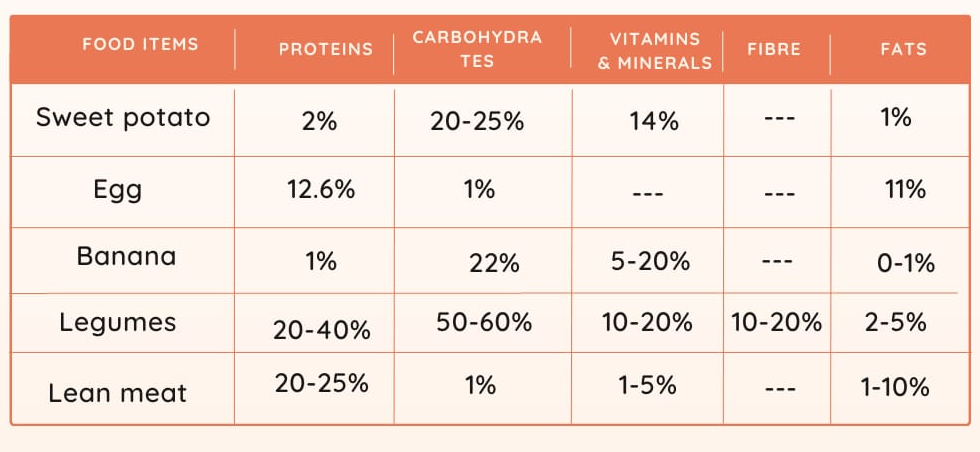 FOOD ITEMS PROTEINS CARBOHYDRA TES VITAMINS & MINERALS FIBRE FATS
Sweet potato 2% 20-25% 14% --- 1%
Egg 12.6% 1% --- --- 11%
Banana 1% 22% 5-20% --- 0-1%
Legumes 20-40% 50-60% 10-20% 10-20% 2-5%
Lean meat 20-25% 1% 1-5% --- 1-10%